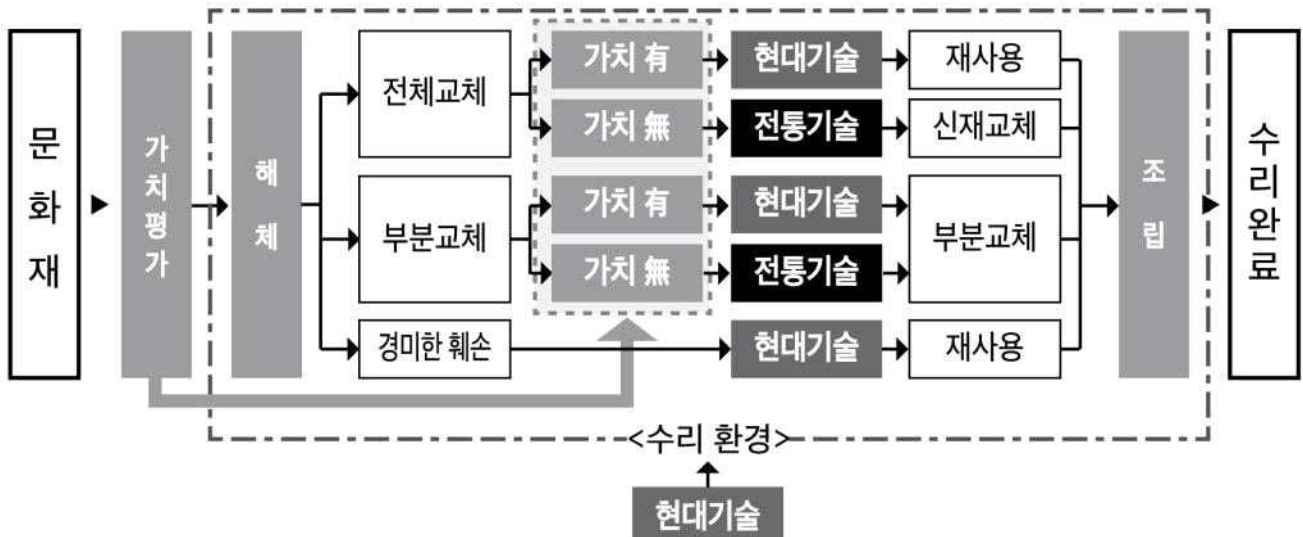 문화재
가치평가
해체
전체교체
가치 有
현대기술
재사용
가치 無
전통기술
신재교체
부분교체
가치 有
현대기술
부분교체
가치 無
전통기술
경미한 훼손
현대기술
재사용
조립
수리완료
<수리 환경>
현대기술